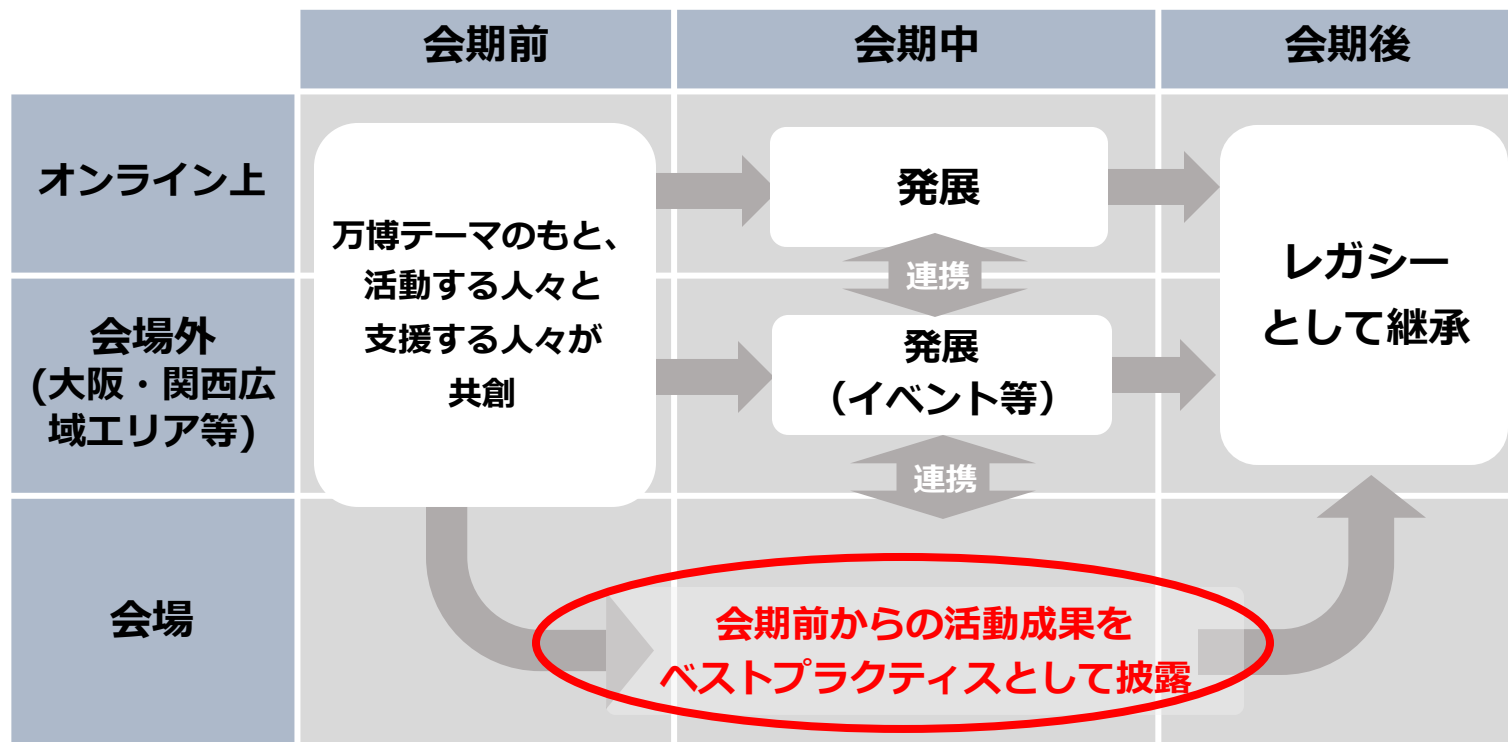 会期前
会期中
会期後
オンライン上
万博テーマのもと、
活動する人々と
支援する人々が
共創
発展
連携
レガシー
として継承
会場外
(大阪・関西広
域エリア等)
発展
（イベント等）
連携
会場
会期前からの活動成果を
ベストプラクティスとして披露